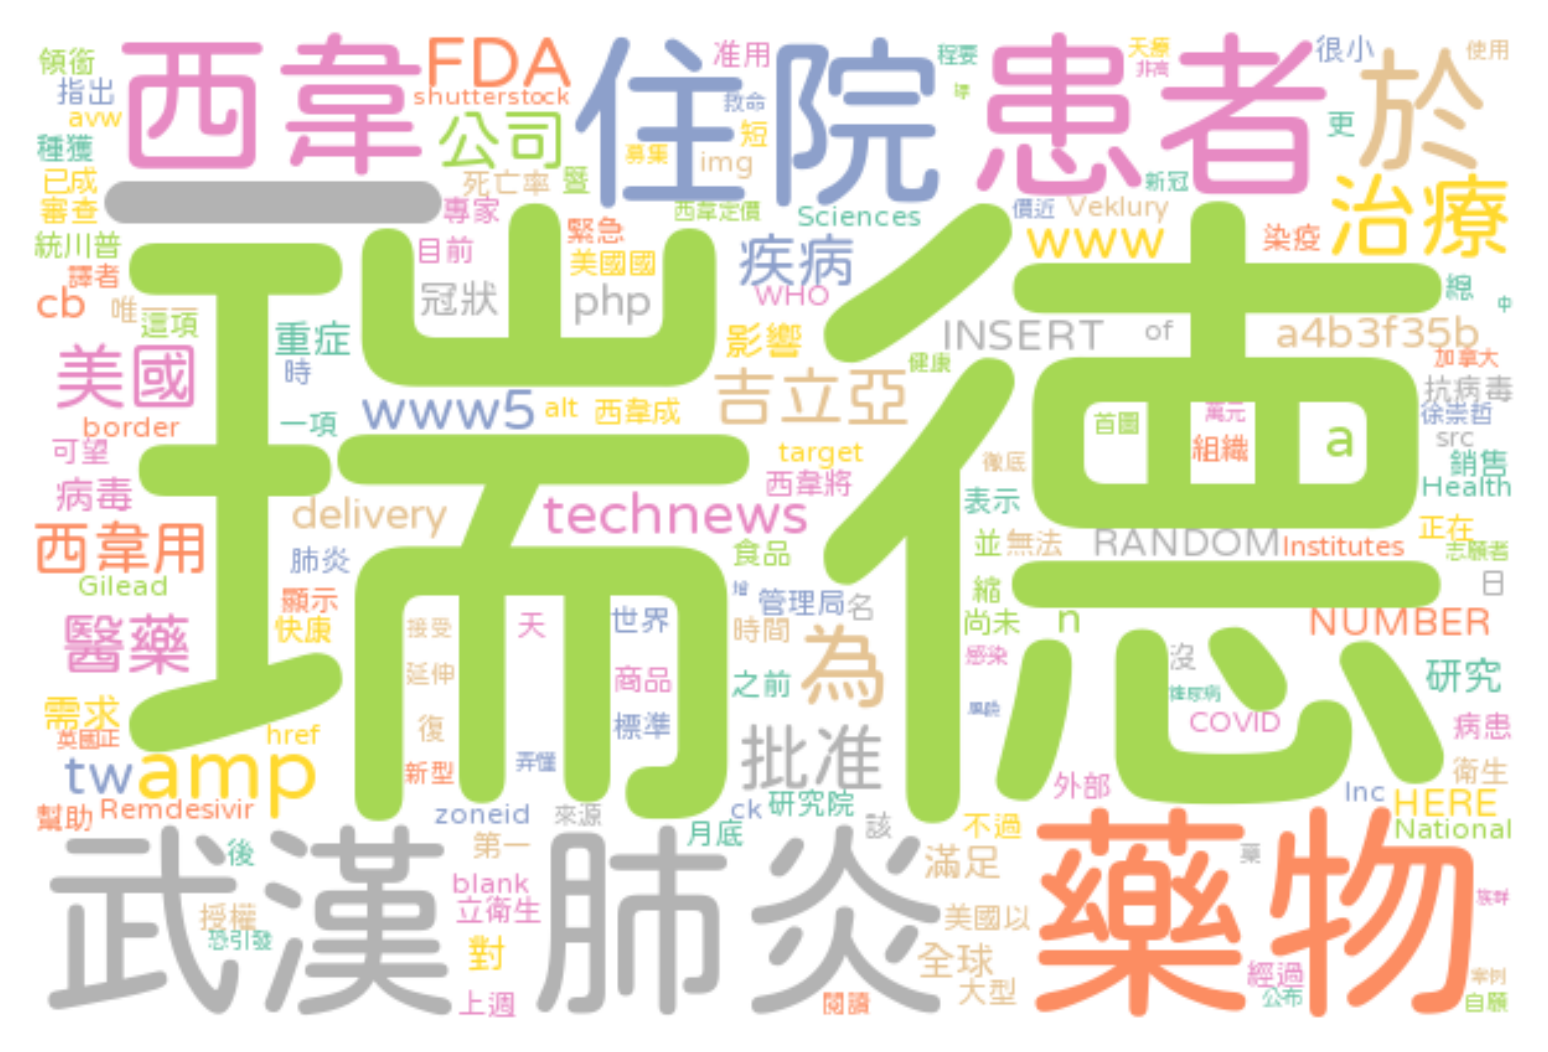 領銜 西韋 FDA 住院 准用 程要 患者 天療 很小 於 使用
指出 shutterstock 救命 非常 更
avw 公司 短
種獲 募集 img
已成 死亡率 暨 新冠 治療
審查 專家 西韋定價 Sciences 價近 Veklury
統川普 瑞德 目前 緊急 疾病 www 染疫
譯者 美國國 總
cb 唯一 冠狀 php WHO 中
這項 重症 影響 INSERT of a4b3f35b
美國 時 健康 加拿大
www5 alt 西韋成 吉立亞 抗病毒
border 一項 首圖 萬元 徐崇哲
可望 target 徹底 組織 a src
病毒 西韋將 銷售
delivery technews 表示 Health
西韋用 肺炎 食品 並 無法 RANDOM Institutes 正在
志願者
Gilead 縮 日
顯示 管理局 名
醫藥 快康 接受 天 世界 時間 為 尚未 n NUMBER
延伸 商品 之前 感染 沒 研究
需求 復 標準 糖尿病
英國正 href 批准 COVID 病患
tw amp 新型 弄懂 外部 衛生
幫助 Remdesivir zoneid 來源 ck 研究院 Inc HERE
月底 該 不過 National
武漢肺炎 後 第一 滿足 藥物 藥
授權 blank 美國以 族群
恐引發 立衛生
對 全球 經過 案例
上週 閱讀 大型 公布 自願